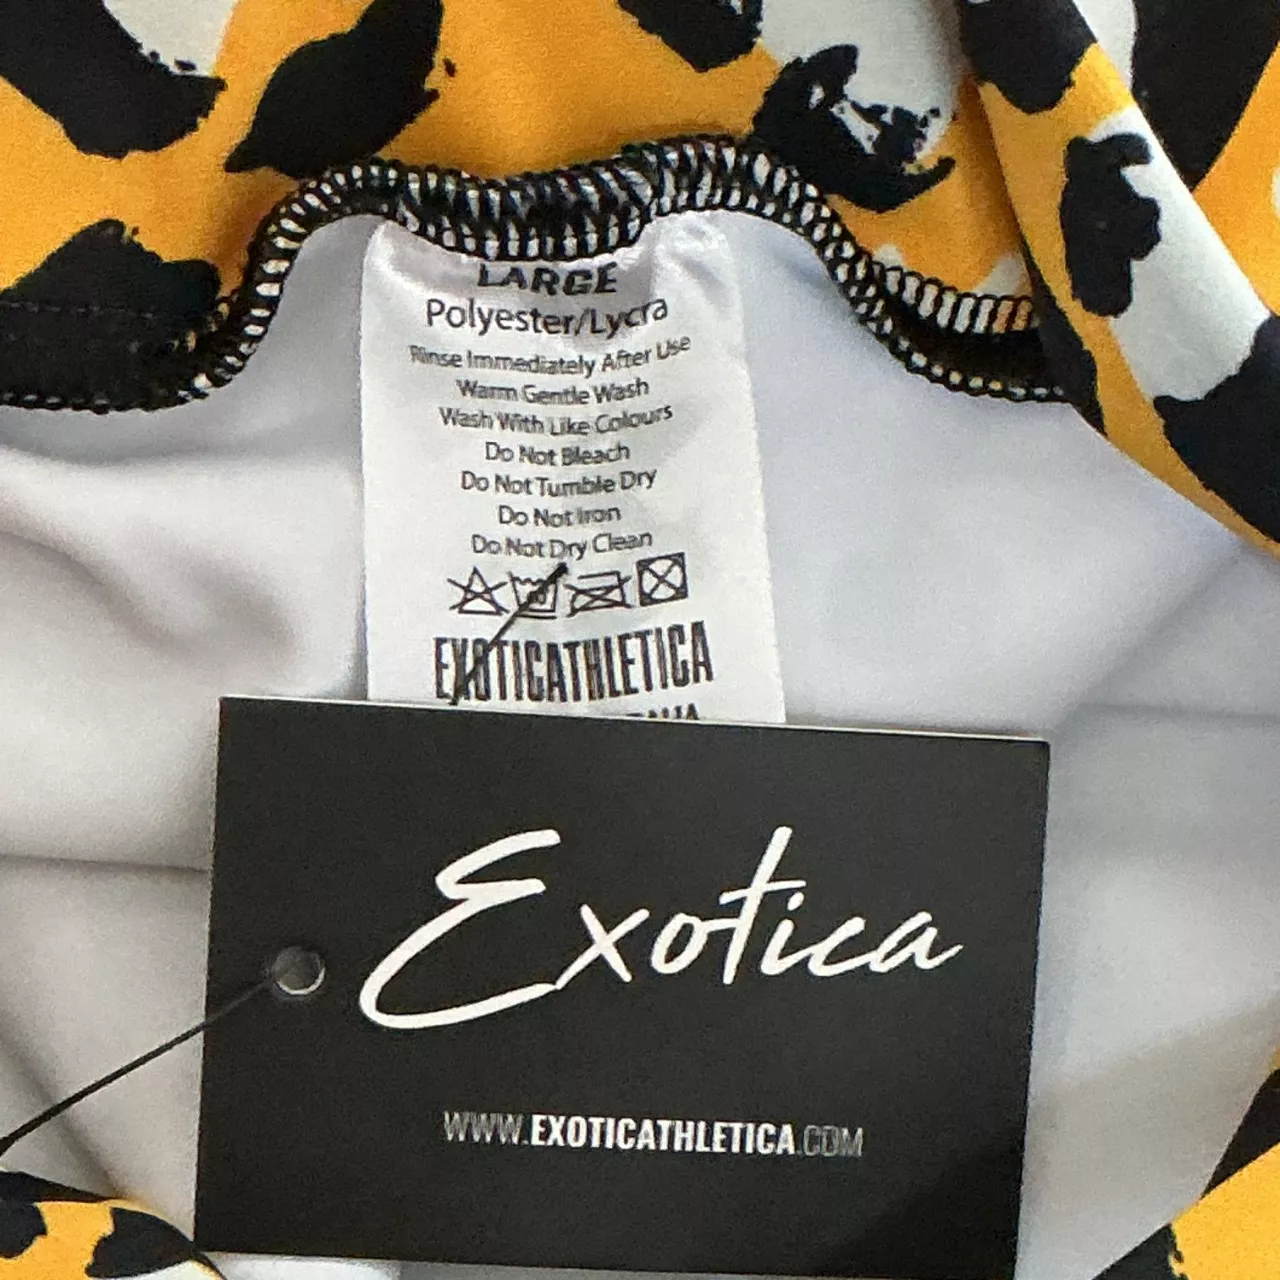 LARGE
Polyester/Lycra
Rinse Immediately After Use
Warm Gentle Wash
Wash With Like Colours
Do Not Bleach
Do Not Tumble Dry
Do Not Iron
Do Not Dry Clean
EXOTICATHLETICA
Exotica
WWW.EXOTICATHLETICA.COM